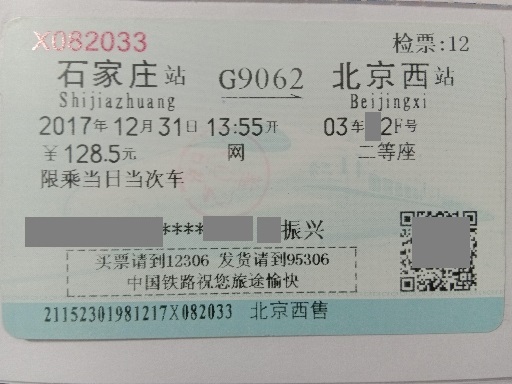 X082033 检票:12
石家庄站 G9062 北京西站
Shijiazhuang Beijingxi
2017年12月31日 13:55开 03车 2F号
￥128.5元 网 二等座
限乘当日当次车
**** 振兴
买票请到12306 发货请到95306
中国铁路祝您旅途愉快
21152301981217X082033 北京西售